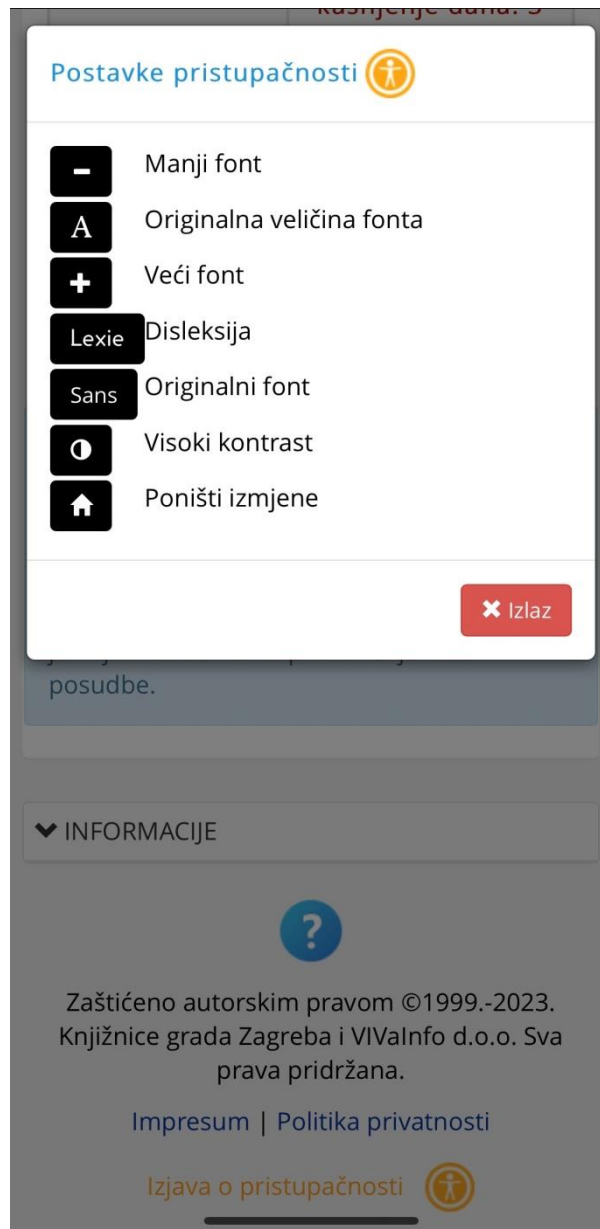 Postavke pristupačnosti
Manji font
A Originalna veličina fonta
Veći font
Lexie Disleksija
Sans Originalni font
Visoki kontrast
Poništi izmjene
Izlaz
posudbe.
INFORMACIJE
?
Zaštićeno autorskim pravom ©1999.-2023.
Knjižnice grada Zagreba i VIVaInfo d.o.o. Sva
prava pridržana.
Impresum | Politika privatnosti
Izjava o pristupačnosti